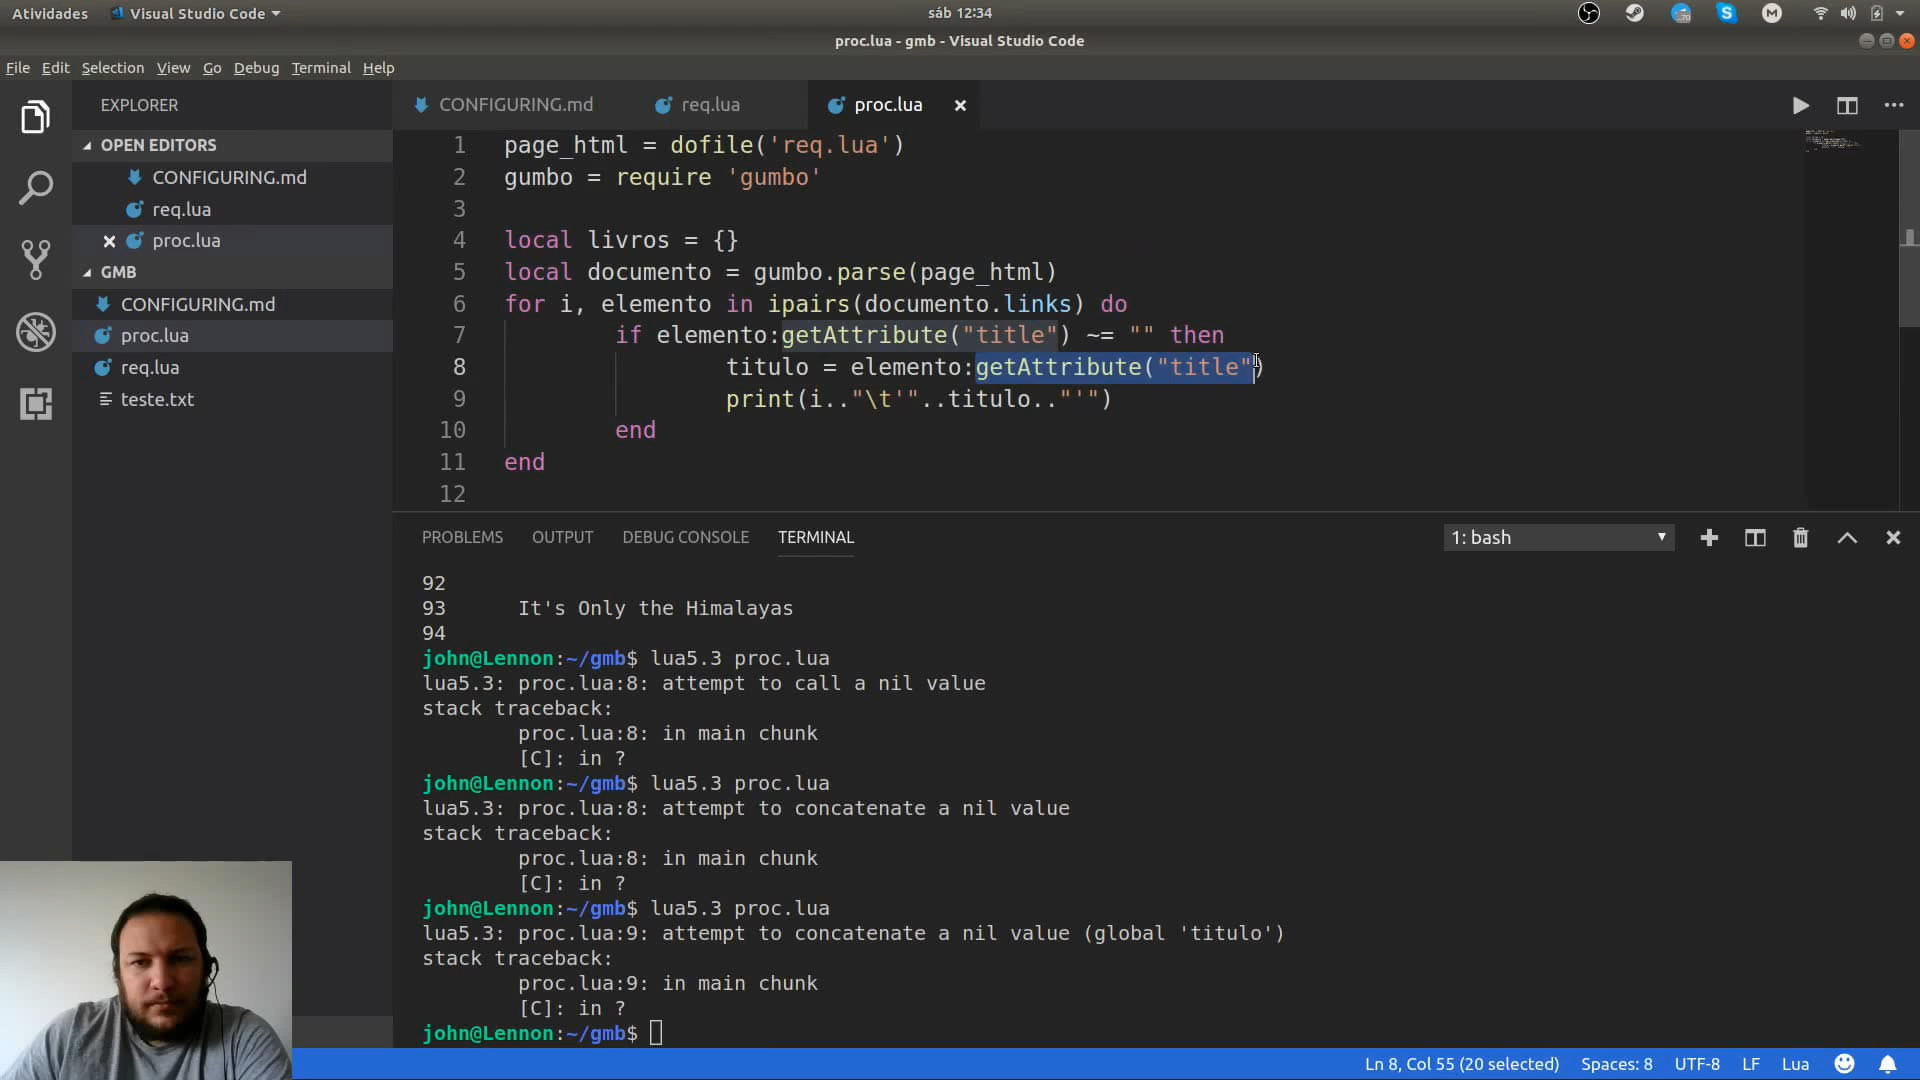 Atividades
Visual Studio Code
sáb 12:34
70
S
M
proc.lua - gmb - Visual Studio Code
File Edit Selection View Go Debug Terminal Help
EXPLORER
OPEN EDITORS
CONFIGURING.md
req.lua
proc.lua
GMB
CONFIGURING.md
proc.lua
req.lua
teste.txt
CONFIGURING.md
req.lua
proc.lua
1 page_html = dofile('req.lua')
2 gumbo = require 'gumbo'
3
4 local livros = {}
5 local documento = gumbo.parse(page_html)
6 for i, elemento in ipairs(documento.links) do
7 if elemento:getAttribute("title") ~= "" then
8 titulo = elemento:getAttribute("title")
9 print(i.."\t'"..titulo.."'")
10 end
11 end
12
PROBLEMS OUTPUT DEBUG CONSOLE TERMINAL
1: bash
92
93 It's Only the Himalayas
94
john@Lennon:~/gmb$ lua5.3 proc.lua
lua5.3: proc.lua:8: attempt to call a nil value
stack traceback:
proc.lua:8: in main chunk
[C]: in ?
john@Lennon:~/gmb$ lua5.3 proc.lua
lua5.3: proc.lua:8: attempt to concatenate a nil value
stack traceback:
proc.lua:8: in main chunk
[C]: in ?
john@Lennon:~/gmb$ lua5.3 proc.lua
lua5.3: proc.lua:9: attempt to concatenate a nil value (global 'titulo')
stack traceback:
proc.lua:9: in main chunk
[C]: in ?
john@Lennon:~/gmb$
Ln 8, Col 55 (20 selected) Spaces: 8 UTF-8 LF Lua